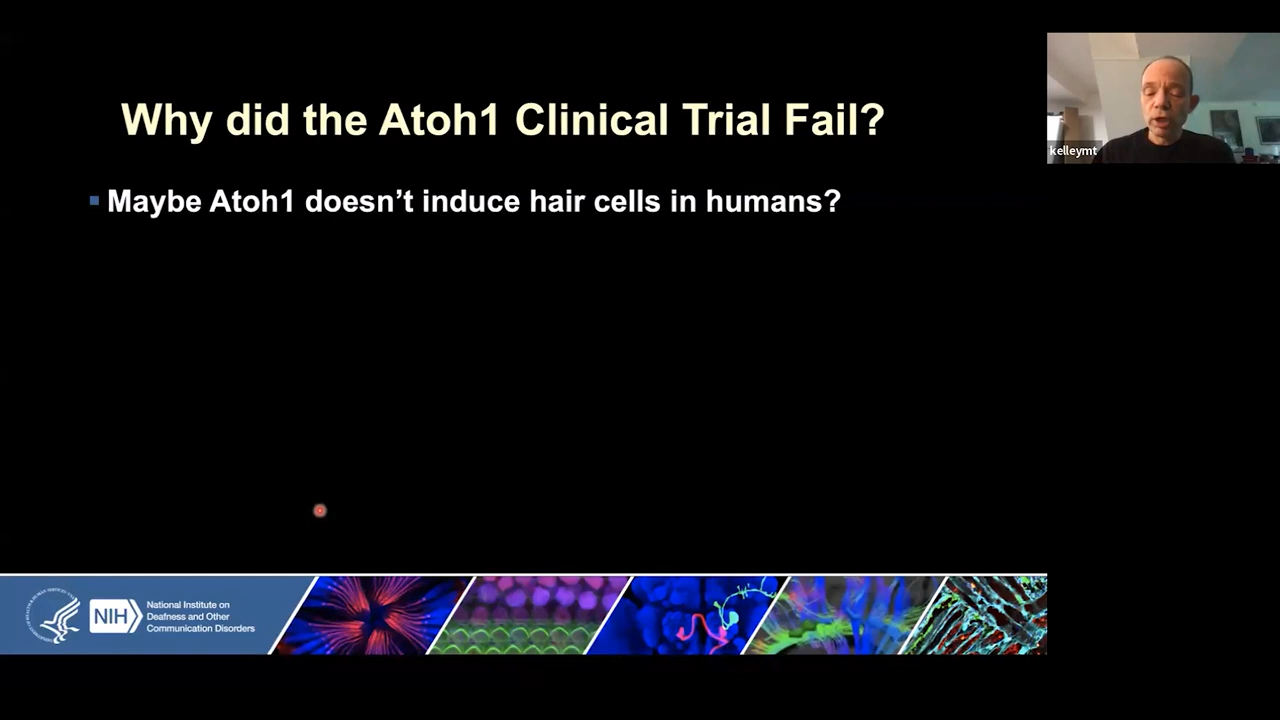 Why did the Atoh1 Clinical Trial Fail?
kelleymt
Maybe Atoh1 doesn’t induce hair cells in humans?
NIH
National Institute on
Deafness and Other
Communication Disorders